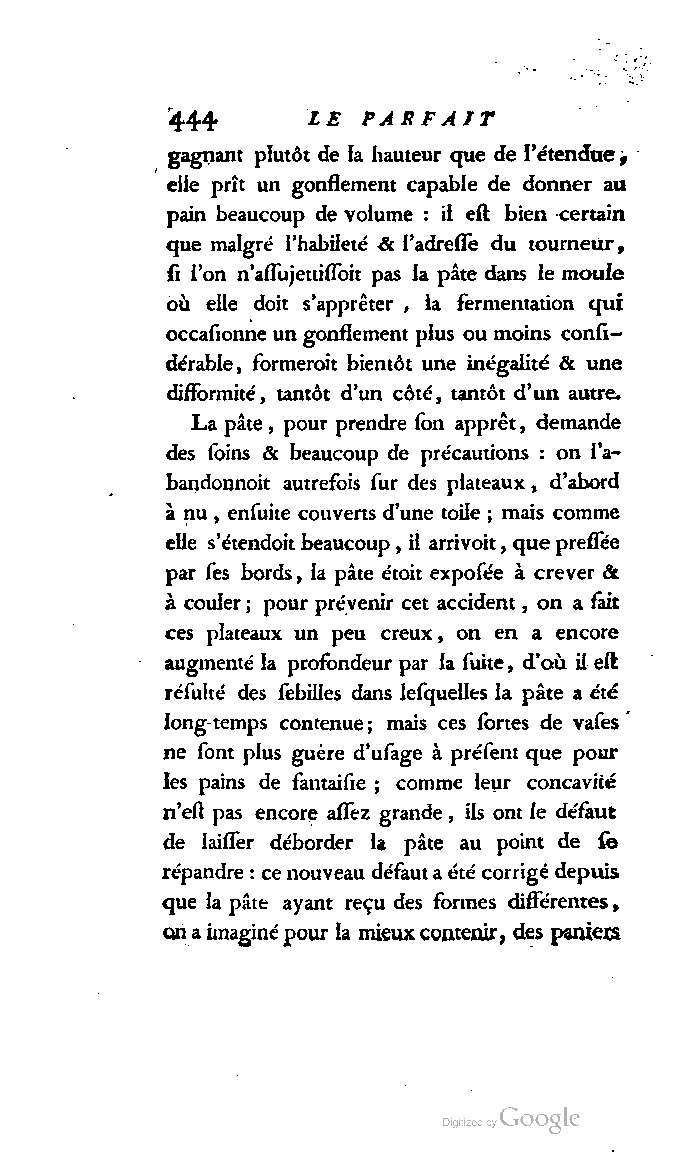 444 LE PARFAIT
gagnant plutôt de la hauteur que de l'étendue,
elle prît un gonflement capable de donner au
pain beaucoup de volume : il eſt bien certain
que malgré l'habileté & l'adreſſe du tourneur,
ſi l'on n'aſſujettiſſoit pas la pâte dans le moule
où elle doit s'apprêter , la fermentation qui
occaſionne un gonflement plus ou moins conſi-
dérable, formeroit bientôt une inégalité & une
difformité, tantôt d'un côté, tantôt d'un autre.
La pâte, pour prendre ſon apprêt, demande
des ſoins & beaucoup de précautions : on l'a-
bandonnoit autrefois ſur des plateaux, d'abord
à nu, enſuite couverts d'une toile ; mais comme
elle s'étendoit beaucoup, il arrivoit, que preſſée
par ſes bords, la pâte étoit expoſée à crever &
à couler ; pour prévenir cet accident, on a fait
ces plateaux un peu creux, on en a encore
augmenté la profondeur par la ſuite, d'où il eſt
réſulté des ſebilles dans leſquelles la pâte a été
long-temps contenue ; mais ces ſortes de vaſes
ne ſont plus guère d'uſage à préſent que pour
les pains de fantaiſie ; comme leur concavité
n'eſt pas encore aſſez grande, ils ont le défaut
de laiſſer déborder la pâte au point de ſe
répandre : ce nouveau défaut a été corrigé depuis
que la pâte ayant reçu des formes différentes,
on a imaginé pour la mieux contenir, des paniers
Digitized by Google